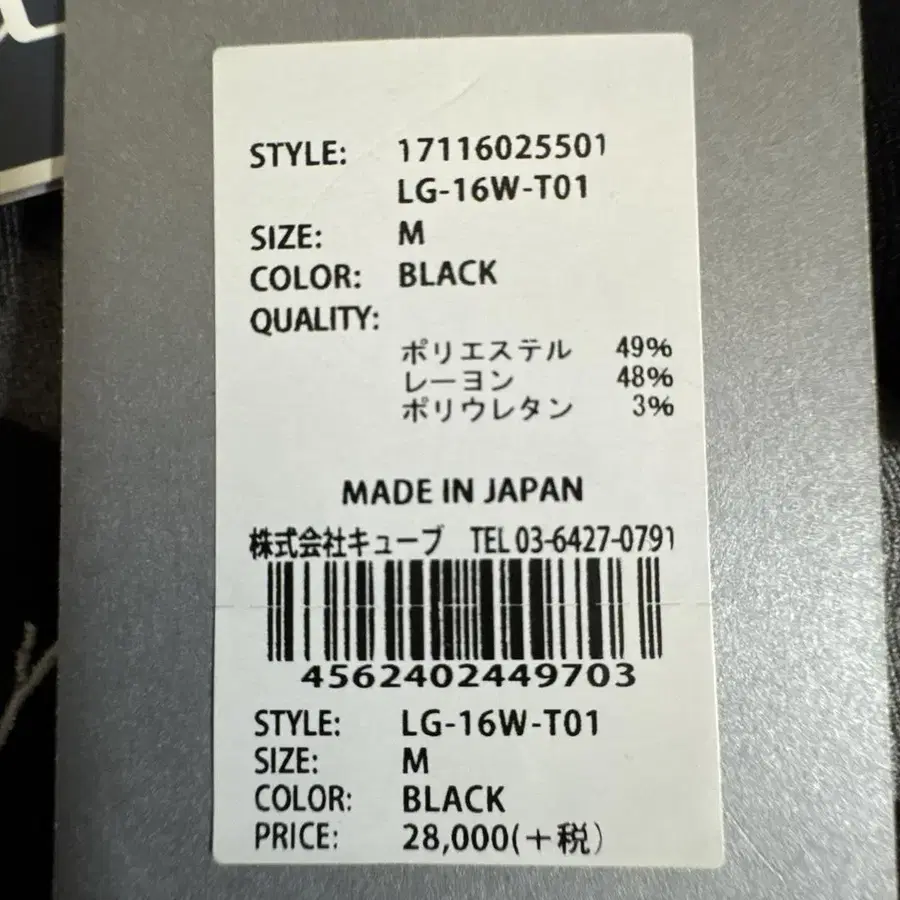 STYLE: 17116025501
LG-16W-T01
SIZE: M
COLOR: BLACK
QUALITY:
ポリエステル 49%
レーヨン 48%
ポリウレタン 3%
MADE IN JAPAN
株式会社キューブ TEL 03-6427-0791
4562402449703
STYLE: LG-16W-T01
SIZE: M
COLOR: BLACK
PRICE: 28,000(+税)